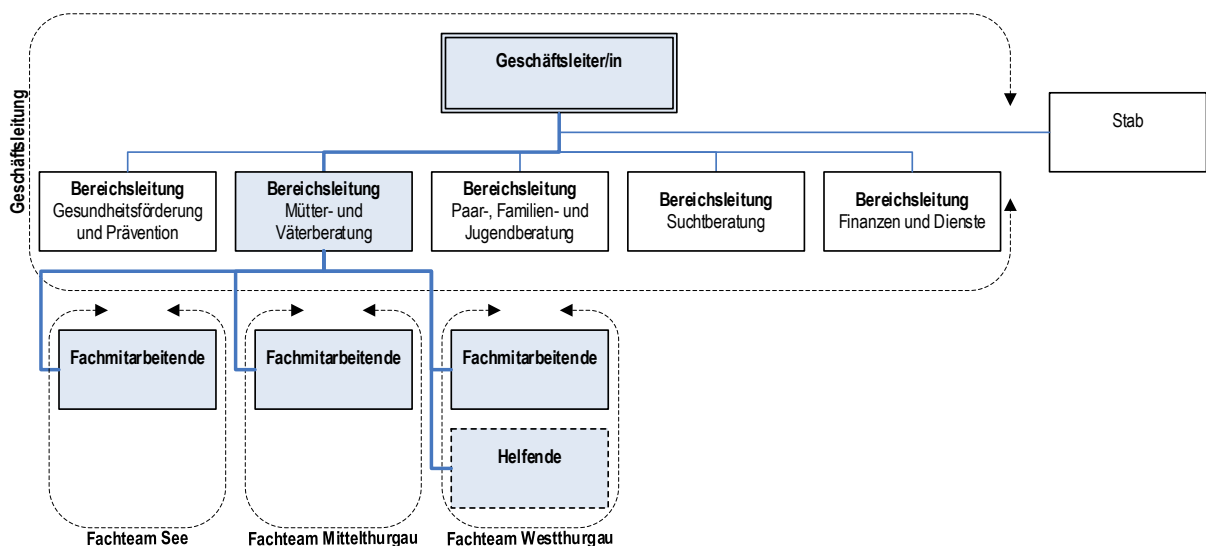 Geschäftsleitung
Geschäftsleiter/in
Stab
Bereichsleitung
Gesundheitsförderung
und Prävention
Bereichsleitung
Mütter- und
Väterberatung
Bereichsleitung
Paar-, Familien- und
Jugendberatung
Bereichsleitung
Suchtberatung
Bereichsleitung
Finanzen und Dienste
Fachmitarbeitende
Fachmitarbeitende
Fachmitarbeitende
Helfende
Fachteam See
Fachteam Mittelthurgau
Fachteam Westthurgau